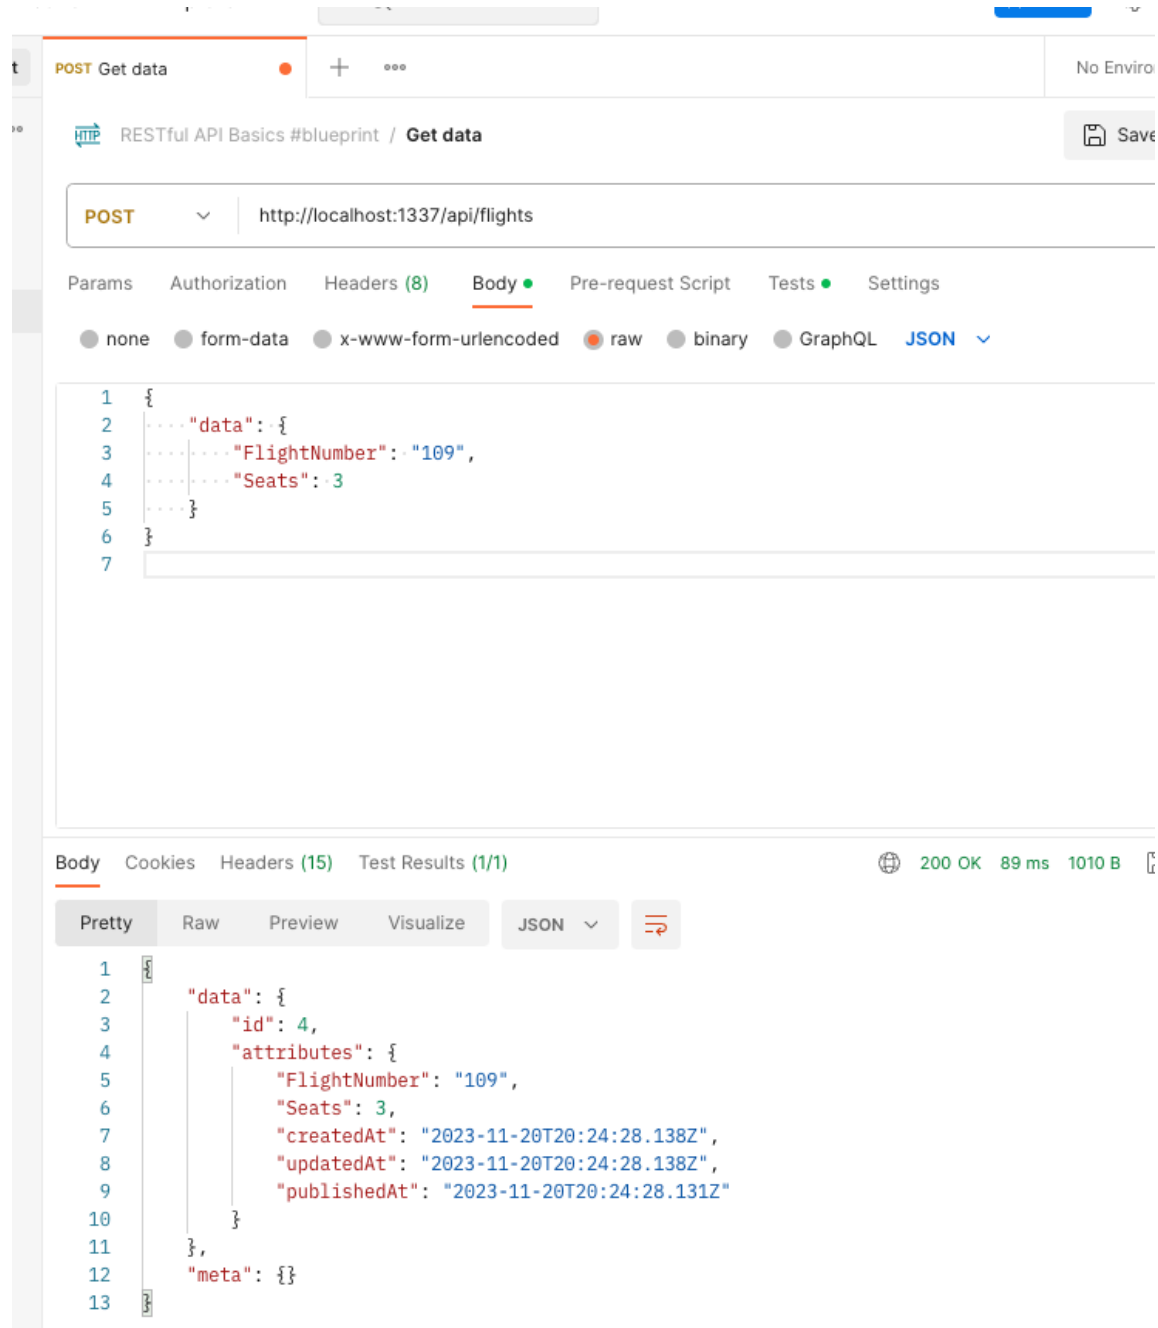 t
POST Get data
No Enviro
RESTful API Basics #blueprint / Get data
Save
POST http://localhost:1337/api/flights
Params Authorization Headers (8) Body Pre-request Script Tests Settings
none form-data x-www-form-urlencoded raw binary GraphQL JSON
1 {
2 "data": {
3 "FlightNumber": "109",
4 "Seats": 3
5 }
6 }
7
Body Cookies Headers (15) Test Results (1/1) 200 OK 89 ms 1010 B
Pretty Raw Preview Visualize JSON
1 {
2 "data": {
3 "id": 4,
4 "attributes": {
5 "FlightNumber": "109",
6 "Seats": 3,
7 "createdAt": "2023-11-20T20:24:28.138Z",
8 "updatedAt": "2023-11-20T20:24:28.138Z",
9 "publishedAt": "2023-11-20T20:24:28.131Z"
10 }
11 },
12 "meta": {}
13 }